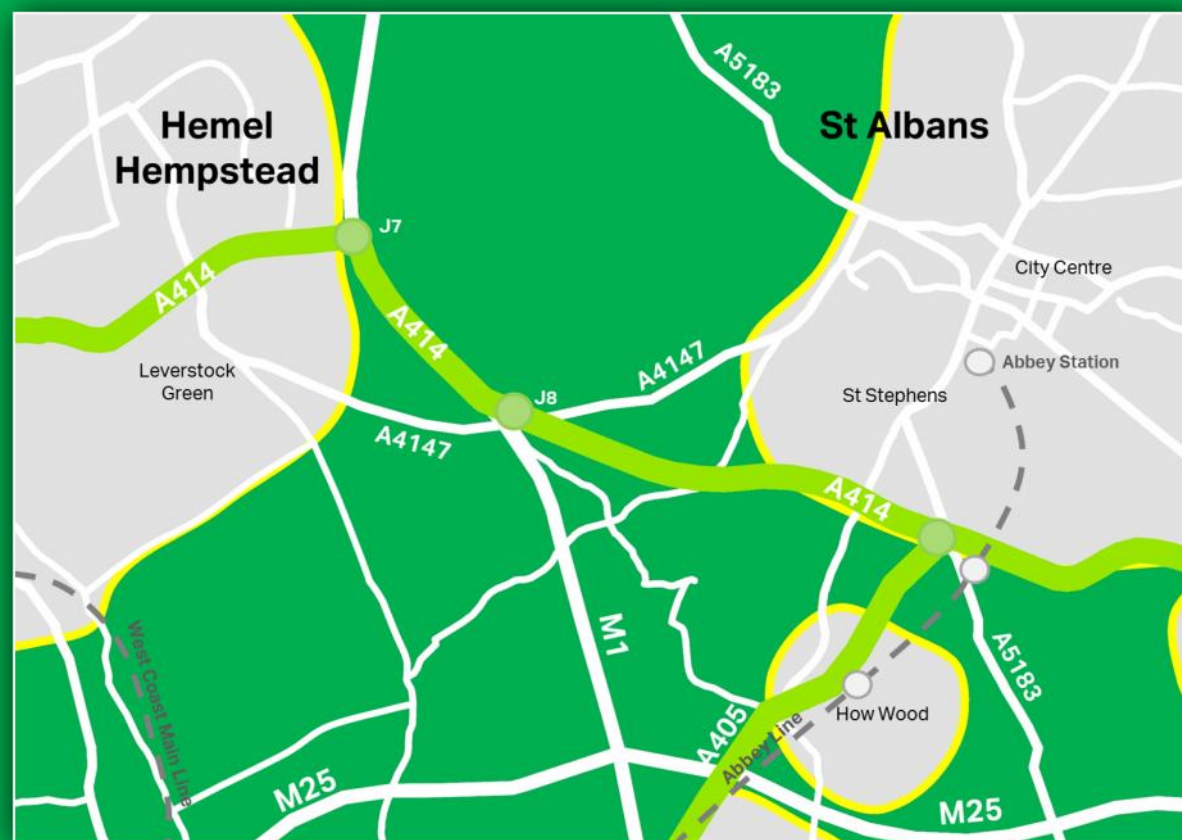 A5183
Hemel
Hempstead
St Albans
J7
City Centre
A414
A414
Abbey Station
Leverstock
Green
A4147
St Stephens
J8
A4147
A414
M1
West Coast Main Line
A5183
How Wood
A405
Abbey Line
M25
M25